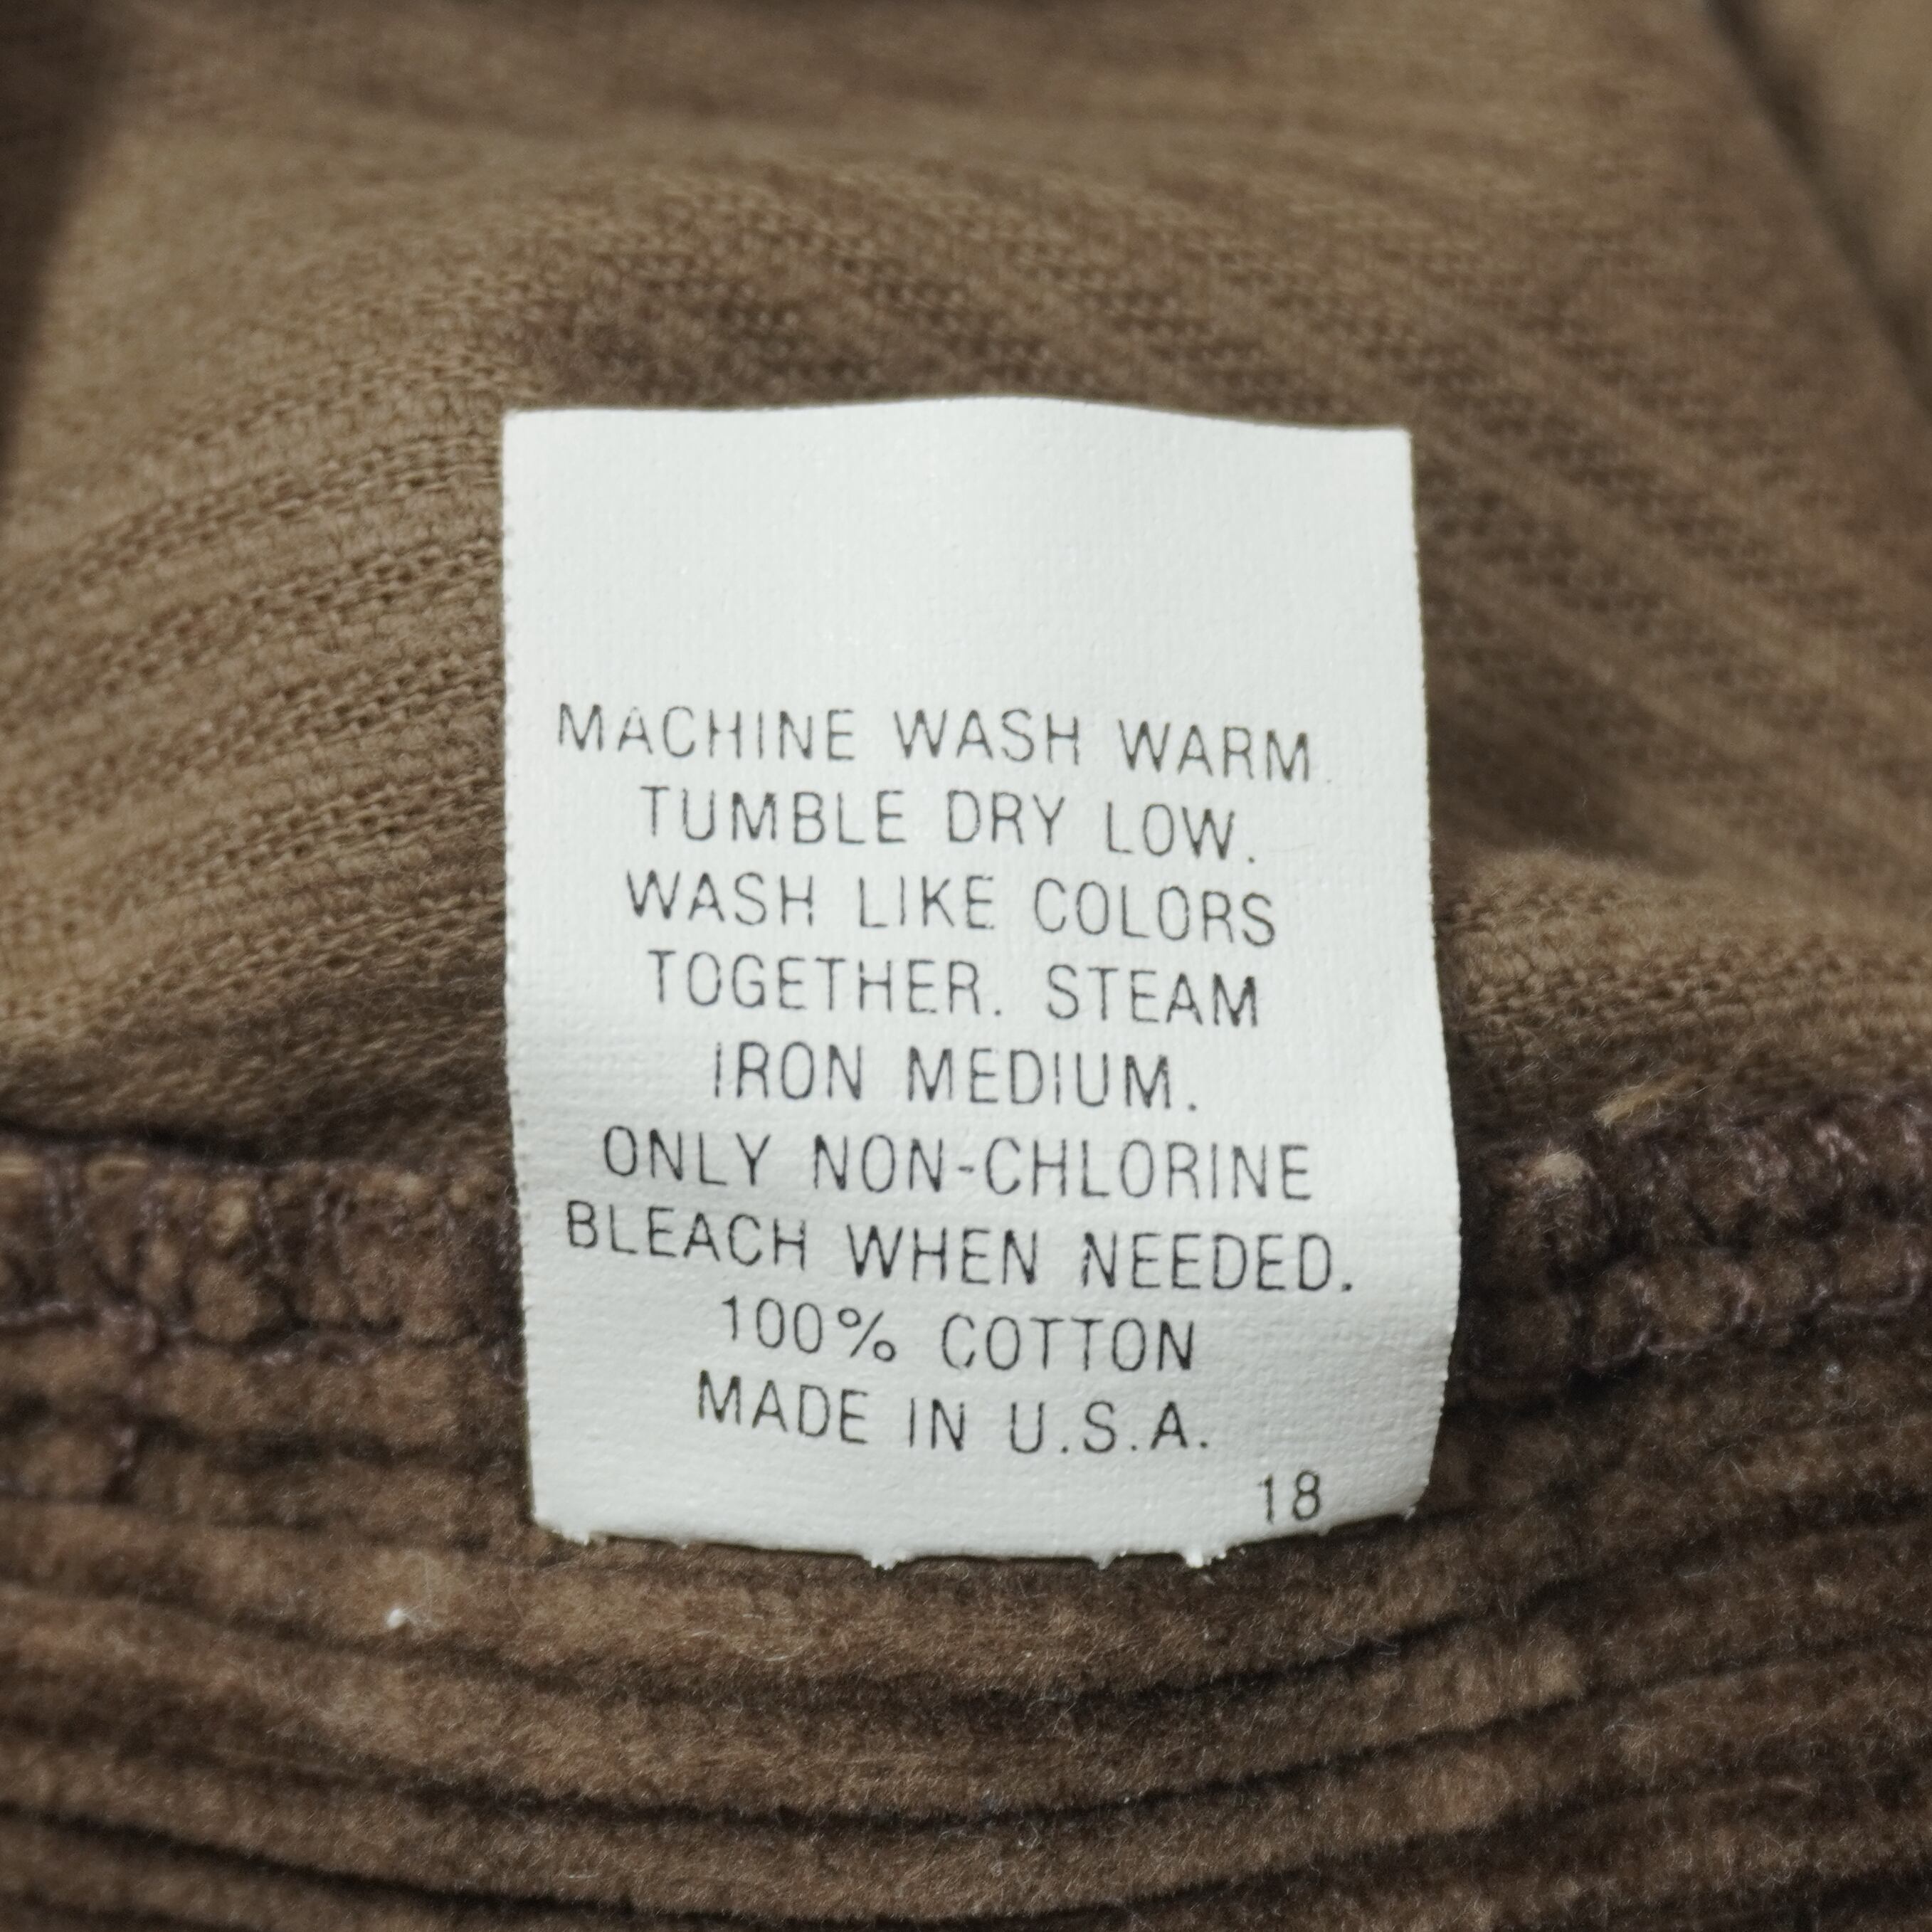 MACHINE WASH WARM.
TUMBLE DRY LOW.
WASH LIKE COLORS
TOGETHER. STEAM
IRON MEDIUM.
ONLY NON-CHLORINE
BLEACH WHEN NEEDED.
100% COTTON
MADE IN U.S.A.
18